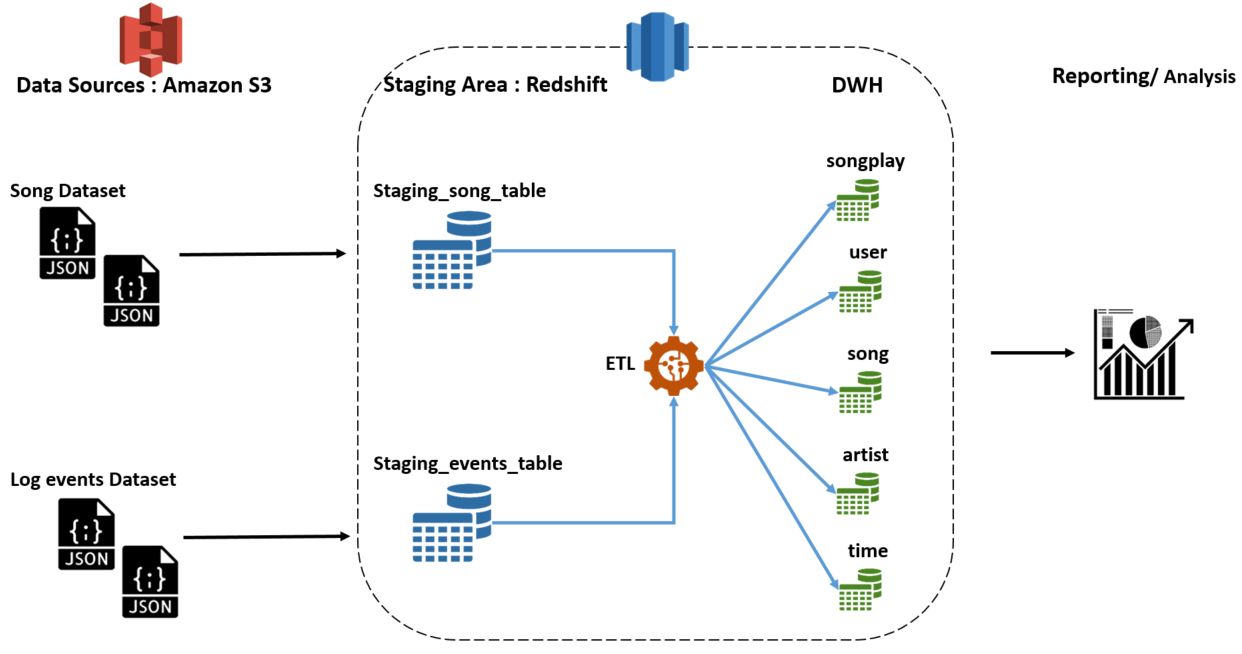 Data Sources : Amazon S3
Staging Area : Redshift
DWH
Reporting/ Analysis
Song Dataset
{;}
JSON
{;}
JSON
Staging_song_table
songplay
user
ETL
song
Log events Dataset
{;}
JSON
{;}
JSON
Staging_events_table
artist
time